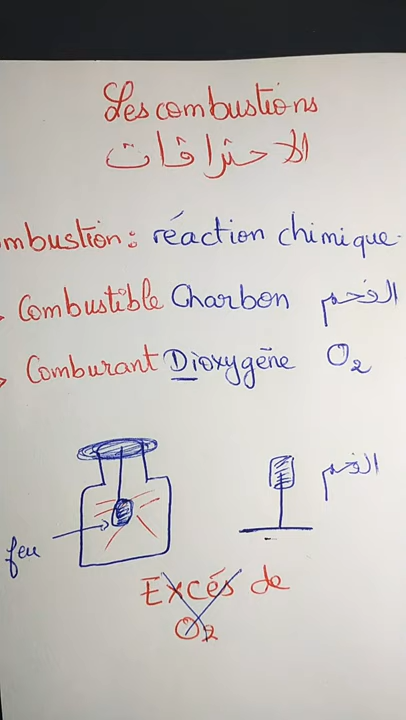 Les combustions
الاحتراقات
ombustion: réaction chimique
Combustible Charbon الفحم
Comburant Dioxygène O2
الفحم
feu
Excés de
O2